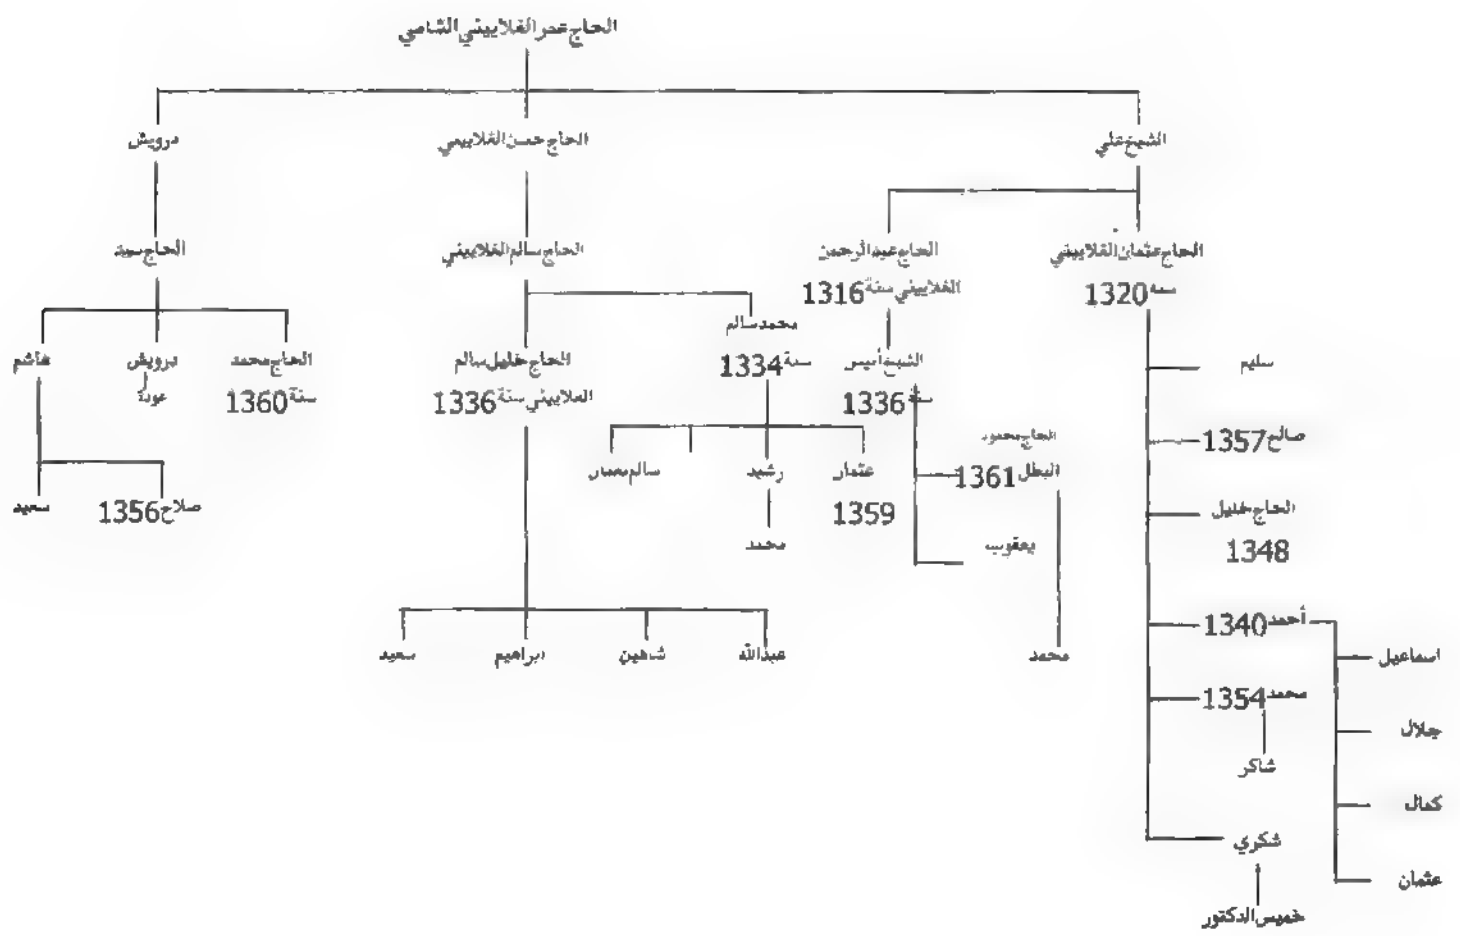 الحاج عمر الغلاييني الشامي
الشيخ علي
الحاج حسن الغلاييني
درويش
الحاج عثمان الغلاييني
سنة 1320
الحاج عبدالرحمن
الغلاييني سنة 1316
الحاج سالم الغلاييني
الحاج سعيد
سليم
صالح 1357
الحاج خليل
1348
أحمد 1340
اسماعيل
جلال
كمال
عثمان
محمد 1354
شاكر
شكري
خميس الدكتور
الشيخ أنيس
سنة 1336
الحاج محمود
البطل 1361
يعقوب
محمد
محمد سالم
سنة 1334
عثمان
1359
رشيد
محمد
سالم
الحاج خليل سالم
الغلاييني سنة 1336
عبدالله
شاهين
ابراهيم
سعيد
الحاج محمد
سنة 1360
درويش
عودة
هاشم
صلاح 1356
سعيد